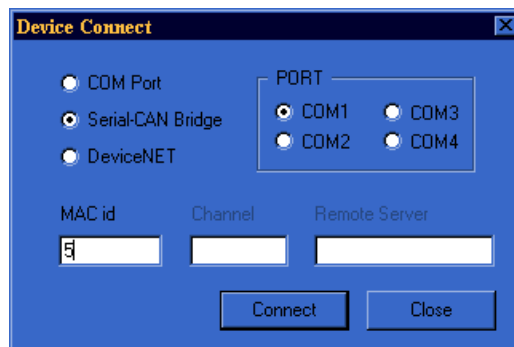 Device Connect
COM Port
Serial-CAN Bridge
DeviceNET
PORT
COM1
COM3
COM2
COM4
MAC id
Channel
Remote Server
5
Connect
Close